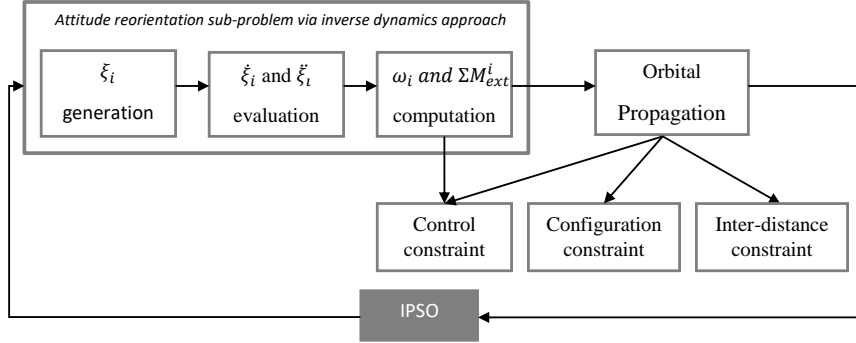 Attitude reorientation sub-problem via inverse dynamics approach
ξᵢ
generation
ξ̇ᵢ and ξ̈ᵢ
evaluation
ωᵢ and ΣMⁱₑₓₜ
computation
Orbital
Propagation
Control
constraint
Configuration
constraint
Inter-distance
constraint
IPSO